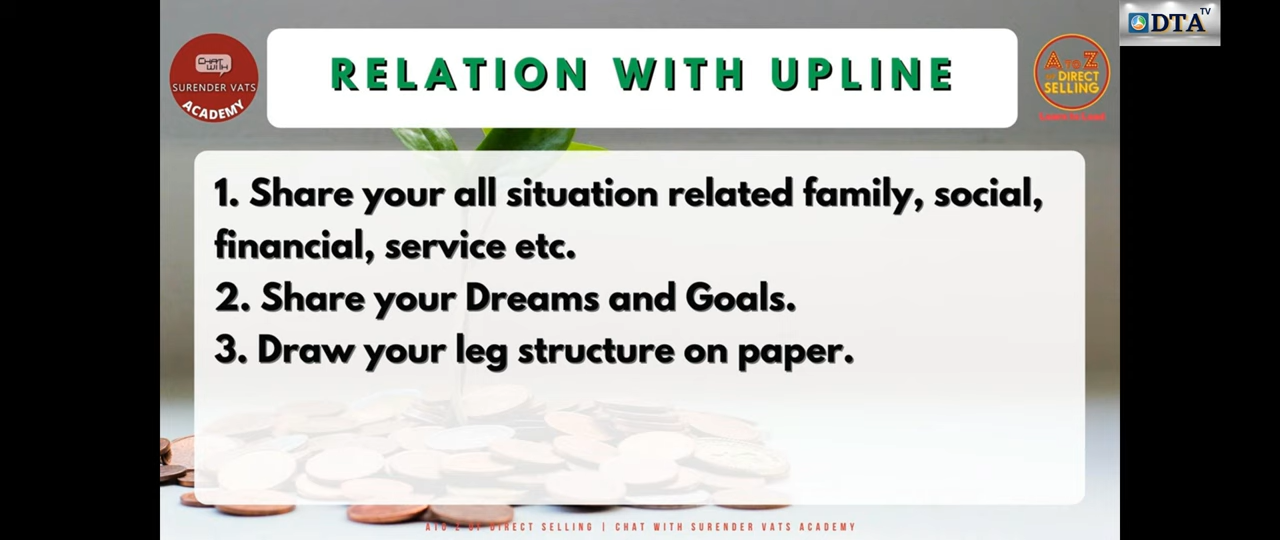 DTA TV
CHAT WITH
SURENDER VATS
ACADEMY
RELATION WITH UPLINE
A TO Z
OF DIRECT
SELLING
1. Share your all situation related family, social,
financial, service etc.
2. Share your Dreams and Goals.
3. Draw your leg structure on paper.
A TO Z OF DIRECT SELLING | CHAT WITH SURENDER VATS ACADEMY